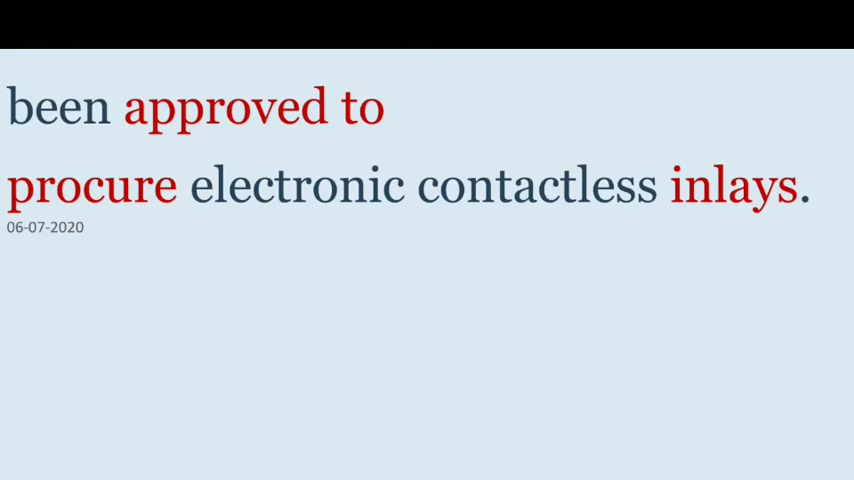 been approved to
procure electronic contactless inlays.
06-07-2020